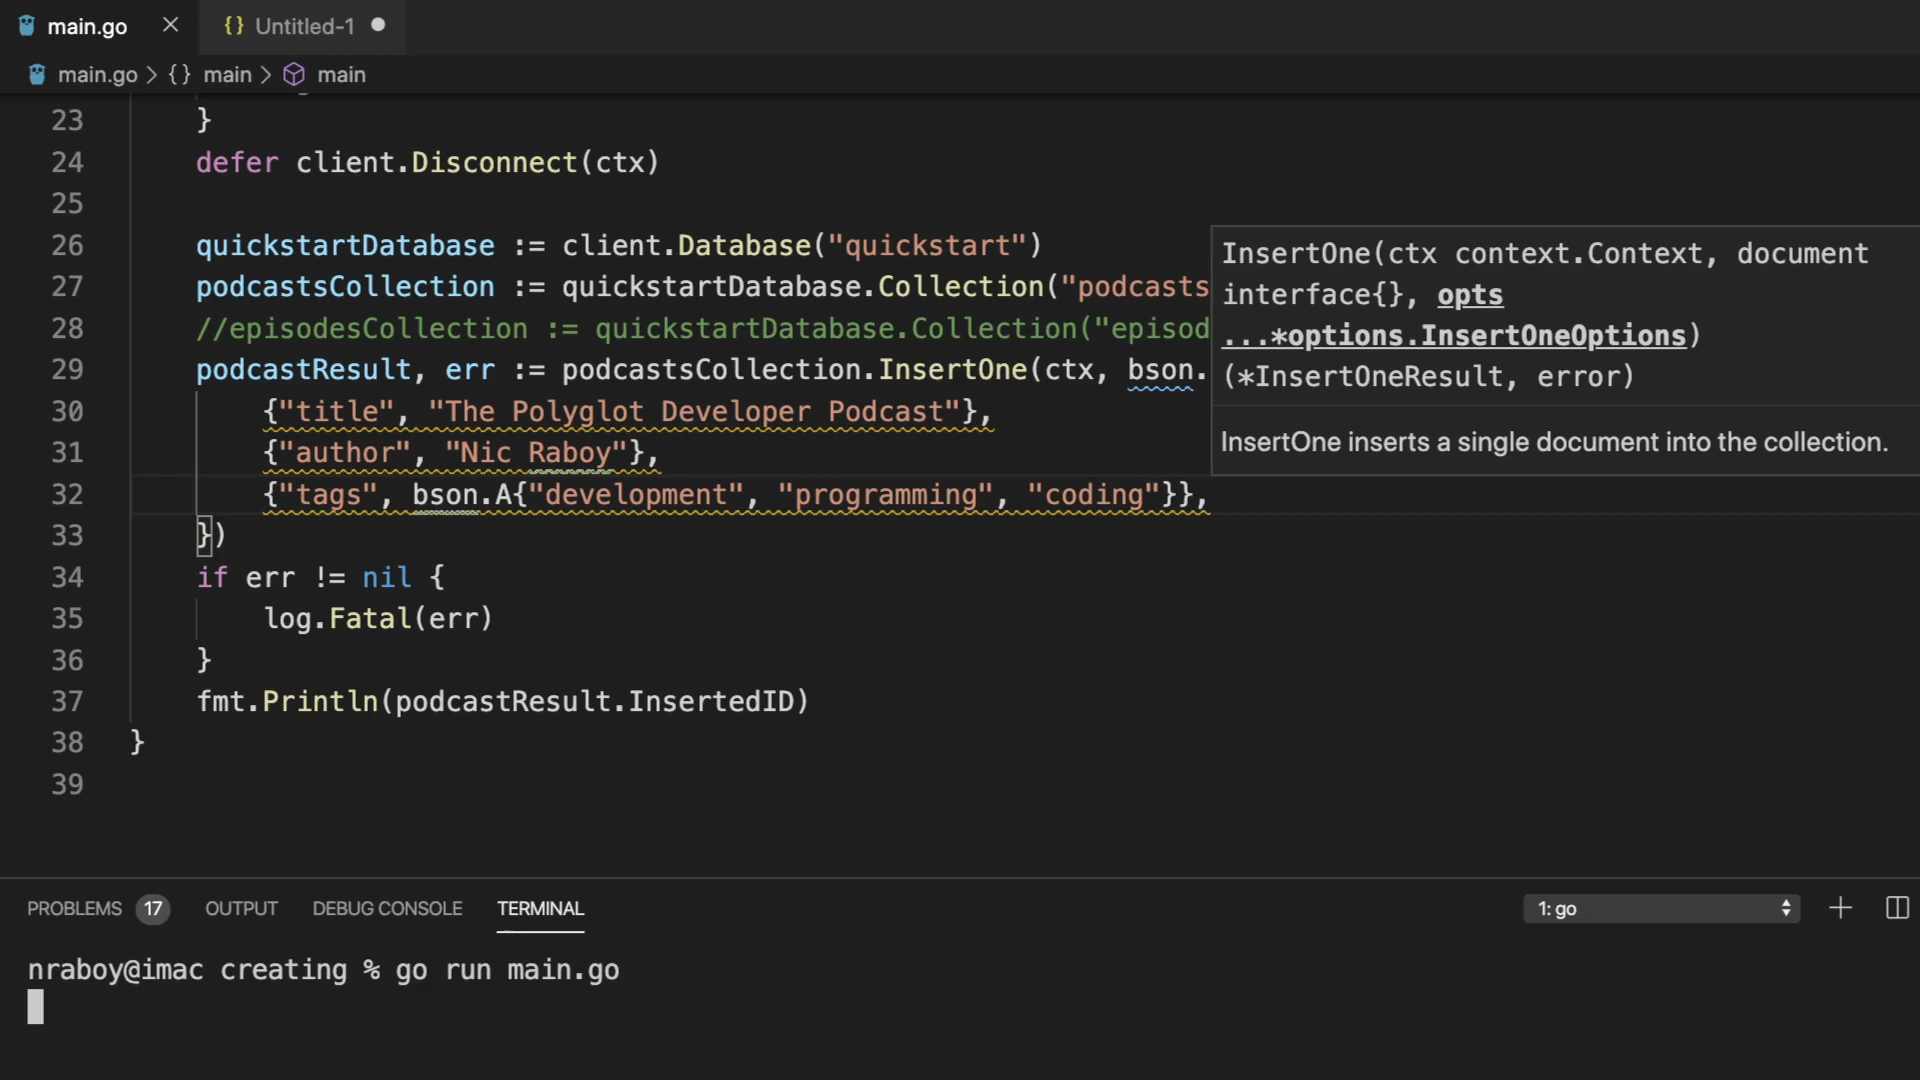 main.go
{} Untitled-1
main.go > {} main > main
23 }
24 defer client.Disconnect(ctx)
25
26 quickstartDatabase := client.Database("quickstart")
27 podcastsCollection := quickstartDatabase.Collection("podcasts
28 //episodesCollection := quickstartDatabase.Collection("episod
29 podcastResult, err := podcastsCollection.InsertOne(ctx, bson.
30 {"title", "The Polyglot Developer Podcast"},
31 {"author", "Nic Raboy"},
32 {"tags", bson.A{"development", "programming", "coding"}},
33 })
34 if err != nil {
35 log.Fatal(err)
36 }
37 fmt.Println(podcastResult.InsertedID)
38 }
39
InsertOne(ctx context.Context, document
interface{}, opts
...*options.InsertOneOptions)
(*InsertOneResult, error)
InsertOne inserts a single document into the collection.
PROBLEMS 17 OUTPUT DEBUG CONSOLE TERMINAL 1: go
nraboy@imac creating % go run main.go